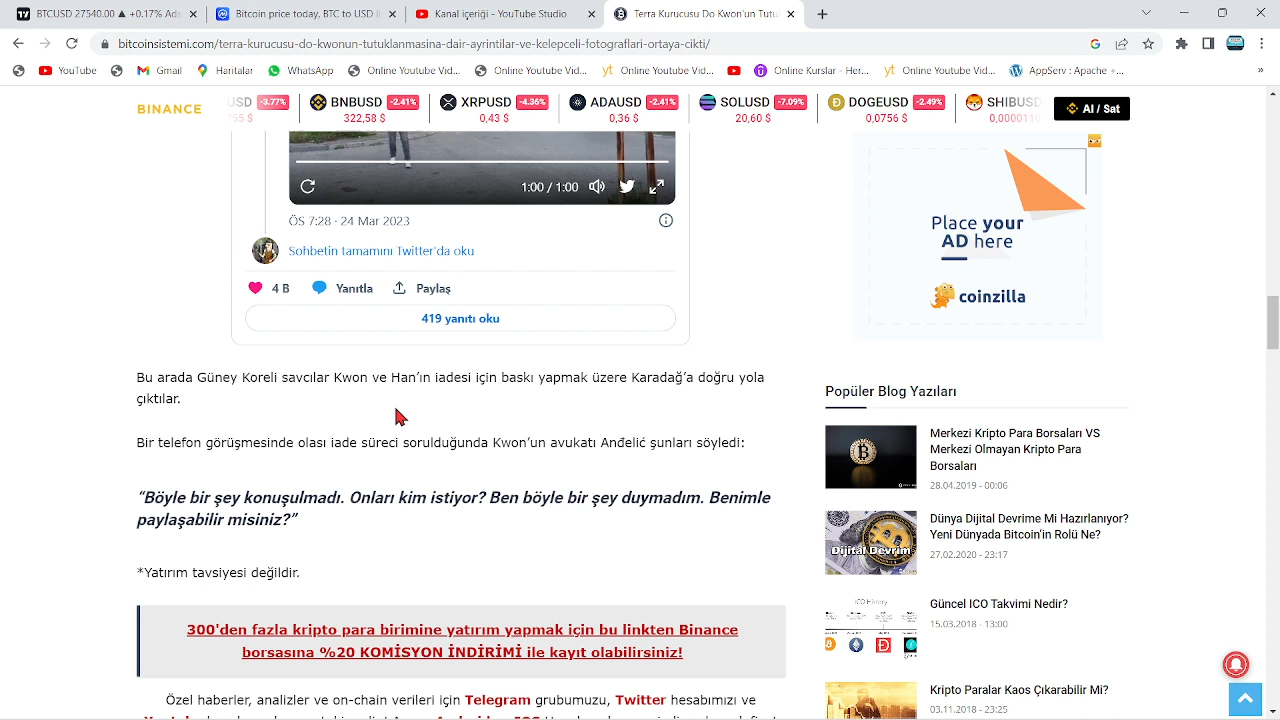 BTCUSD 27540.00 ▲ +0.17% Adsız
Bitcoin price today, BTC to USD li
YouTube Studio
Kwon'un Tutu
bitcoinsistemi.com/terra-kurucusu-do-kwonun-tutuklanmasina-dair-ayrintilar-ve-kelepceli-fotograflari-ortaya-cikti/
YouTube
Gmail
Haritalar
WhatsApp
Online Youtube Vid...
Online Youtube Vid...
Online Youtube Vid...
Online Kurslar - Her...
Online Youtube Vid...
AppServ : Apache +...
»
BINANCE
USD -3.77%
755 $
BNBUSD -2.41%
322,58 $
XRPUSD -4.36%
0,43 $
ADAUSD -2.41%
0,36 $
SOLUSD -7.09%
20,60 $
DOGEUSD -2.49%
0,0756 $
SHIBUSD
0,0000110
Al / Sat
1:00 / 1:00
ÖS 7:28 · 24 Mar 2023
Sohbetin tamamını Twitter'da oku
4 B Yanıtla Paylaş
419 yanıtı oku
Bu arada Güney Koreli savcılar Kwon ve Han’ın iadesi için baskı yapmak üzere Karadağ’a doğru yola
çıktılar.
Bir telefon görüşmesinde olası iade süreci sorulduğunda Kwon’un avukatı Anđelić şunları söyledi:
“Böyle bir şey konuşulmadı. Onları kim istiyor? Ben böyle bir şey duymadım. Benimle
paylaşabilir misiniz?”
*Yatırım tavsiyesi değildir.
300’den fazla kripto para birimine yatırım yapmak için bu linkten Binance
borsasına %20 KOMİSYON İNDİRİMİ ile kayıt olabilirsiniz!
Özel haberler, analizler ve on-chain verileri için Telegram grubumuzu, Twitter hesabımızı ve
Place your
AD here
coinzilla
Popüler Blog Yazıları
Merkezi Kripto Para Borsaları VS
Merkezi Olmayan Kripto Para
Borsaları
28.04.2019 - 00:06
Dijital Devrim
Dünya Dijital Devrime Mi Hazırlanıyor?
Yeni Dünyada Bitcoin'in Rolü Ne?
27.02.2020 - 23:17
ICO History
Güncel ICO Takvimi Nedir?
15.03.2018 - 13:00
Kripto Paralar Kaos Çıkarabilir Mi?
03.11.2018 - 23:25